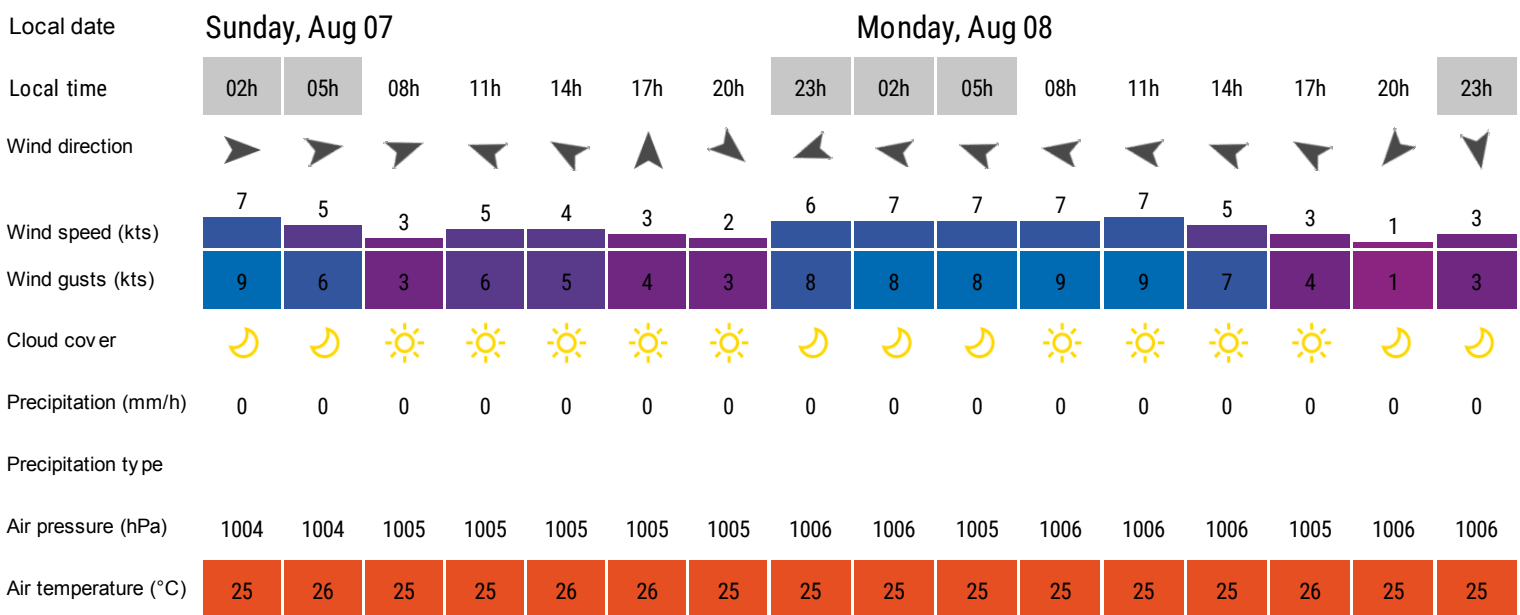 Local date Sunday, Aug 07 Monday, Aug 08
Local time 02h 05h 08h 11h 14h 17h 20h 23h 02h 05h 08h 11h 14h 17h 20h 23h
Wind direction
7 5 3 5 4 3 2 6 7 7 7 7 5 3 1 3
Wind speed (kts)
Wind gusts (kts) 9 6 3 6 5 4 3 8 8 8 9 9 7 4 1 3
Cloud cover
Precipitation (mm/h) 0 0 0 0 0 0 0 0 0 0 0 0 0 0 0 0
Precipitation type
Air pressure (hPa) 1004 1004 1005 1005 1005 1005 1005 1006 1006 1005 1006 1006 1006 1005 1006 1006
Air temperature (°C) 25 26 25 25 26 26 25 25 25 25 25 25 25 26 25 25